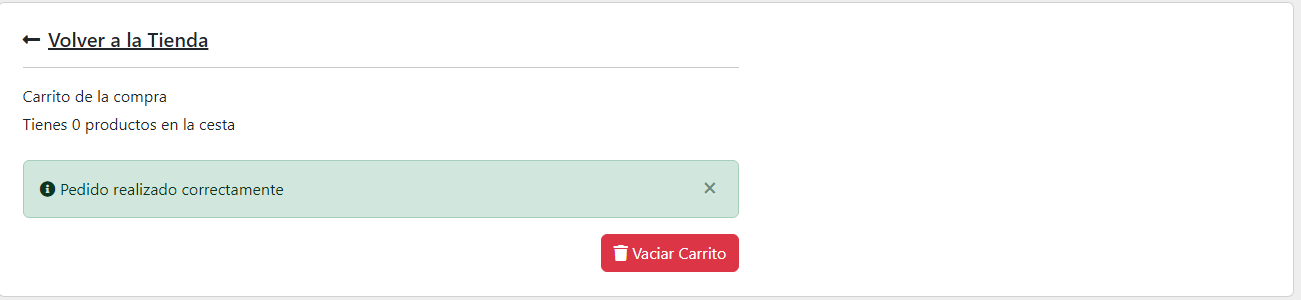 Volver a la Tienda
Carrito de la compra
Tienes 0 productos en la cesta
Pedido realizado correctamente
Vaciar Carrito